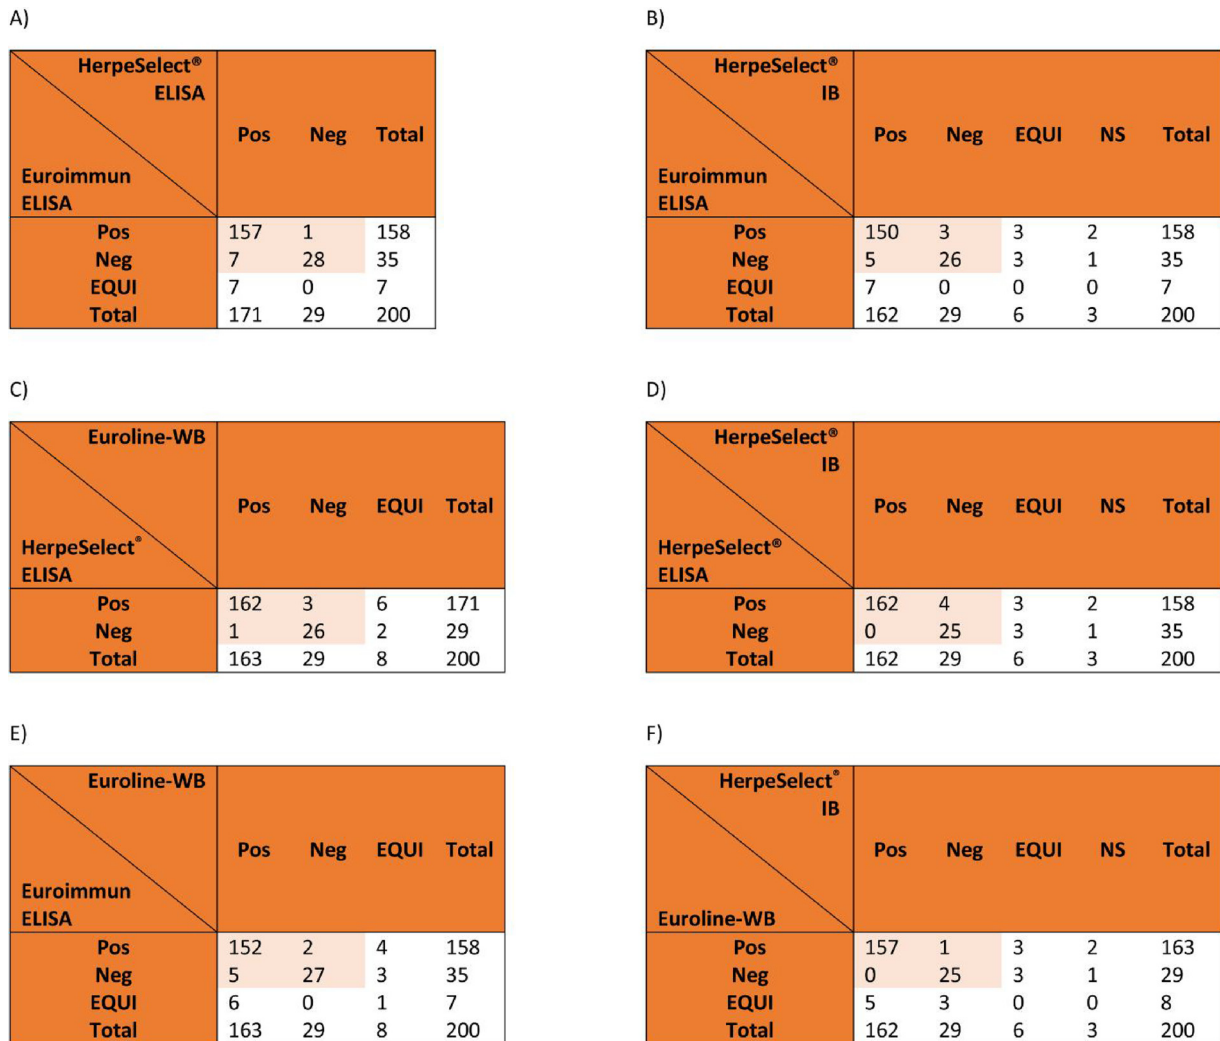 A)
HerpeSelect®
ELISA
Pos Neg Total
Euroimmun
ELISA
Pos 157 1 158
Neg 7 28 35
EQUI 7 0 7
Total 171 29 200
B)
HerpeSelect®
IB
Pos Neg EQUI NS Total
Euroimmun
ELISA
Pos 150 3 3 2 158
Neg 5 26 3 1 35
EQUI 7 0 0 0 7
Total 162 29 6 3 200
C)
Euroline-WB
Pos Neg EQUI Total
HerpeSelect®
ELISA
Pos 162 3 6 171
Neg 1 26 2 29
Total 163 29 8 200
D)
HerpeSelect®
IB
Pos Neg EQUI NS Total
HerpeSelect®
ELISA
Pos 162 4 3 2 158
Neg 0 25 3 1 35
Total 162 29 6 3 200
E)
Euroline-WB
Pos Neg EQUI Total
Euroimmun
ELISA
Pos 152 2 4 158
Neg 5 27 3 35
EQUI 6 0 1 7
Total 163 29 8 200
F)
HerpeSelect®
IB
Pos Neg EQUI NS Total
Euroline-WB
Pos 157 1 3 2 163
Neg 0 25 3 1 29
EQUI 5 3 0 0 8
Total 162 29 6 3 200